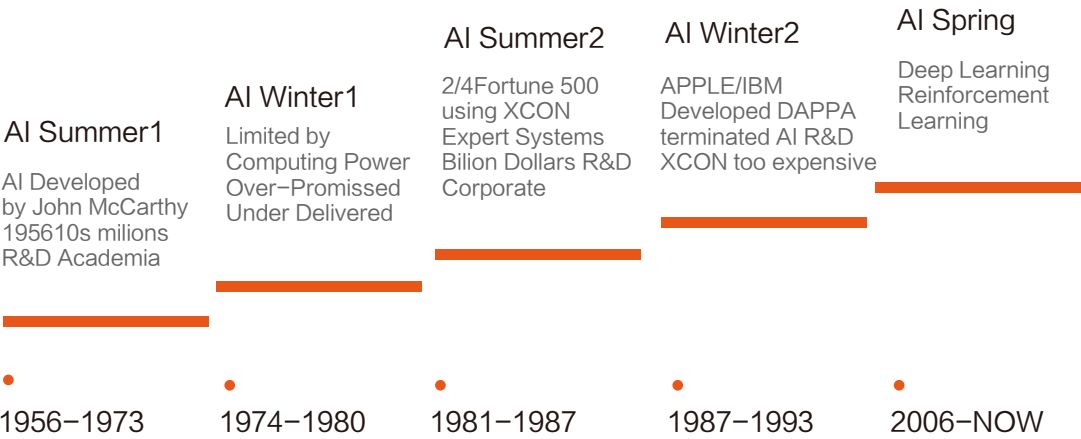 AI Summer1
AI Developed
by John McCarthy
195610s milions
R&D Academia
1956–1973
AI Winter1
Limited by
Computing Power
Over–Promissed
Under Delivered
1974–1980
AI Summer2
2/4Fortune 500
using XCON
Expert Systems
Bilion Dollars R&D
Corporate
1981–1987
AI Winter2
APPLE/IBM
Developed DAPPA
terminated AI R&D
XCON too expensive
1987–1993
AI Spring
Deep Learning
Reinforcement
Learning
2006–NOW